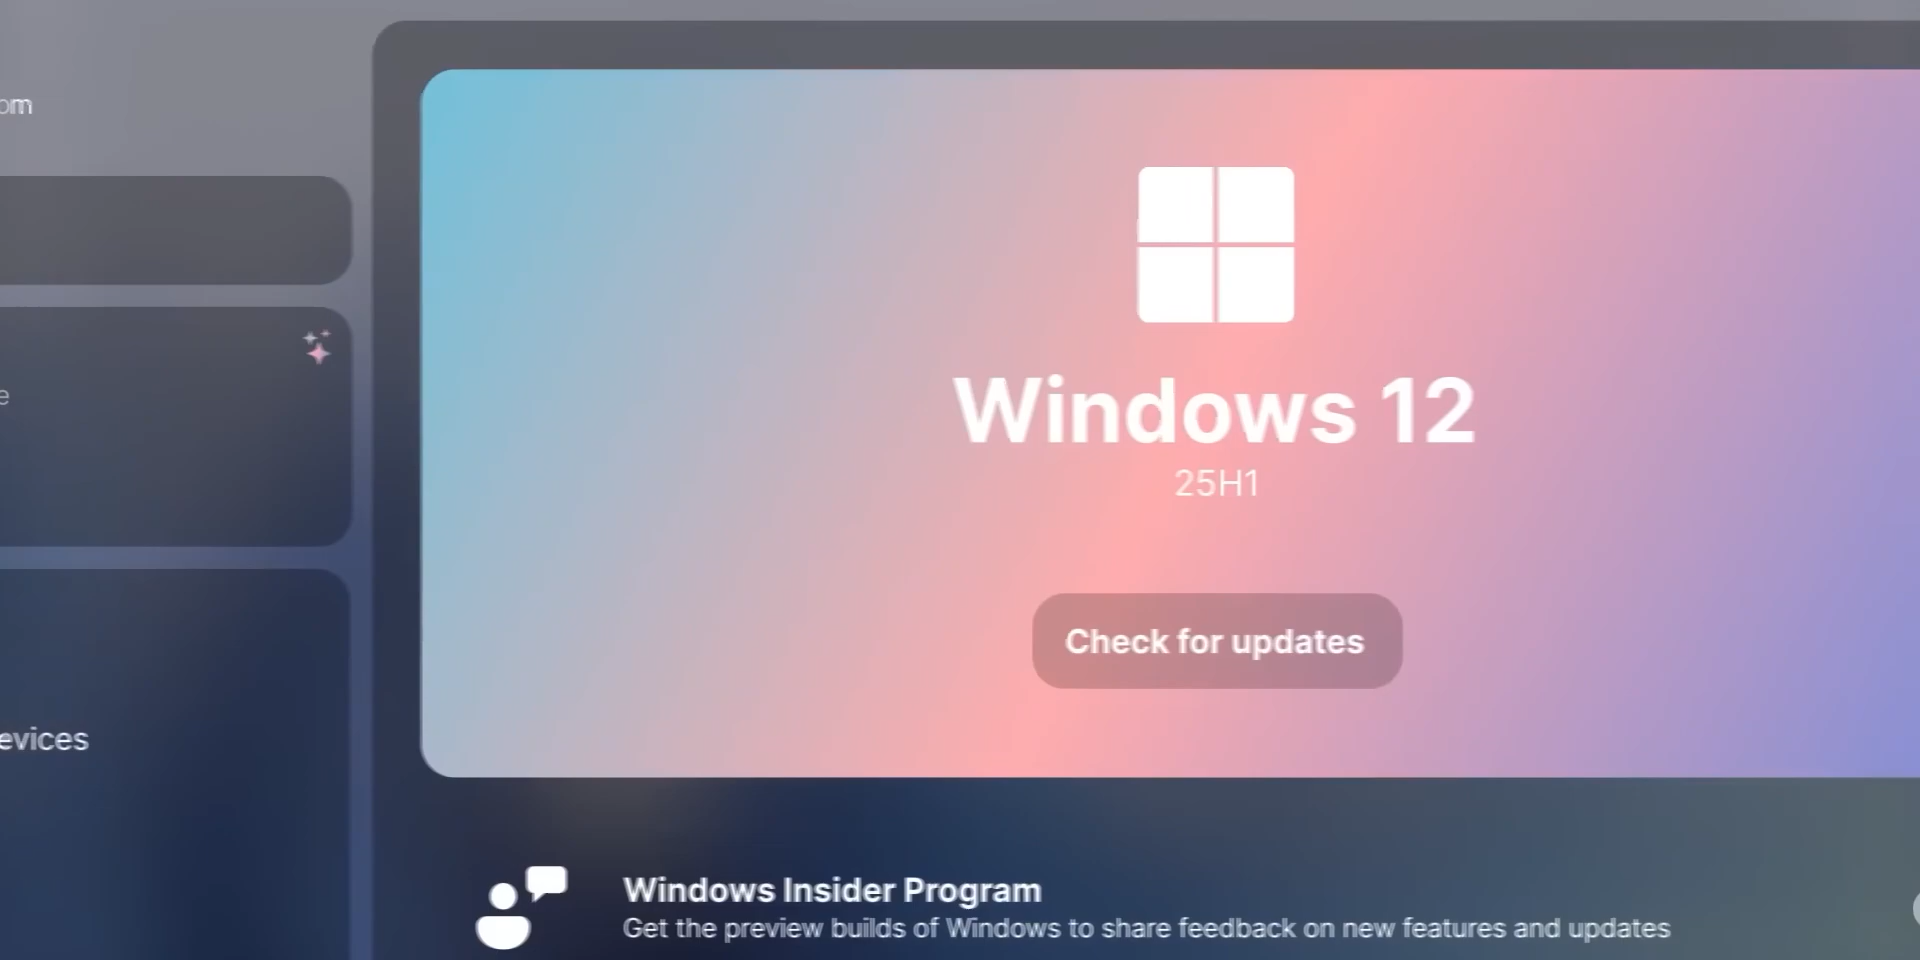 om
e
evices
Windows 12
25H1
Check for updates
Windows Insider Program
Get the preview builds of Windows to share feedback on new features and updates